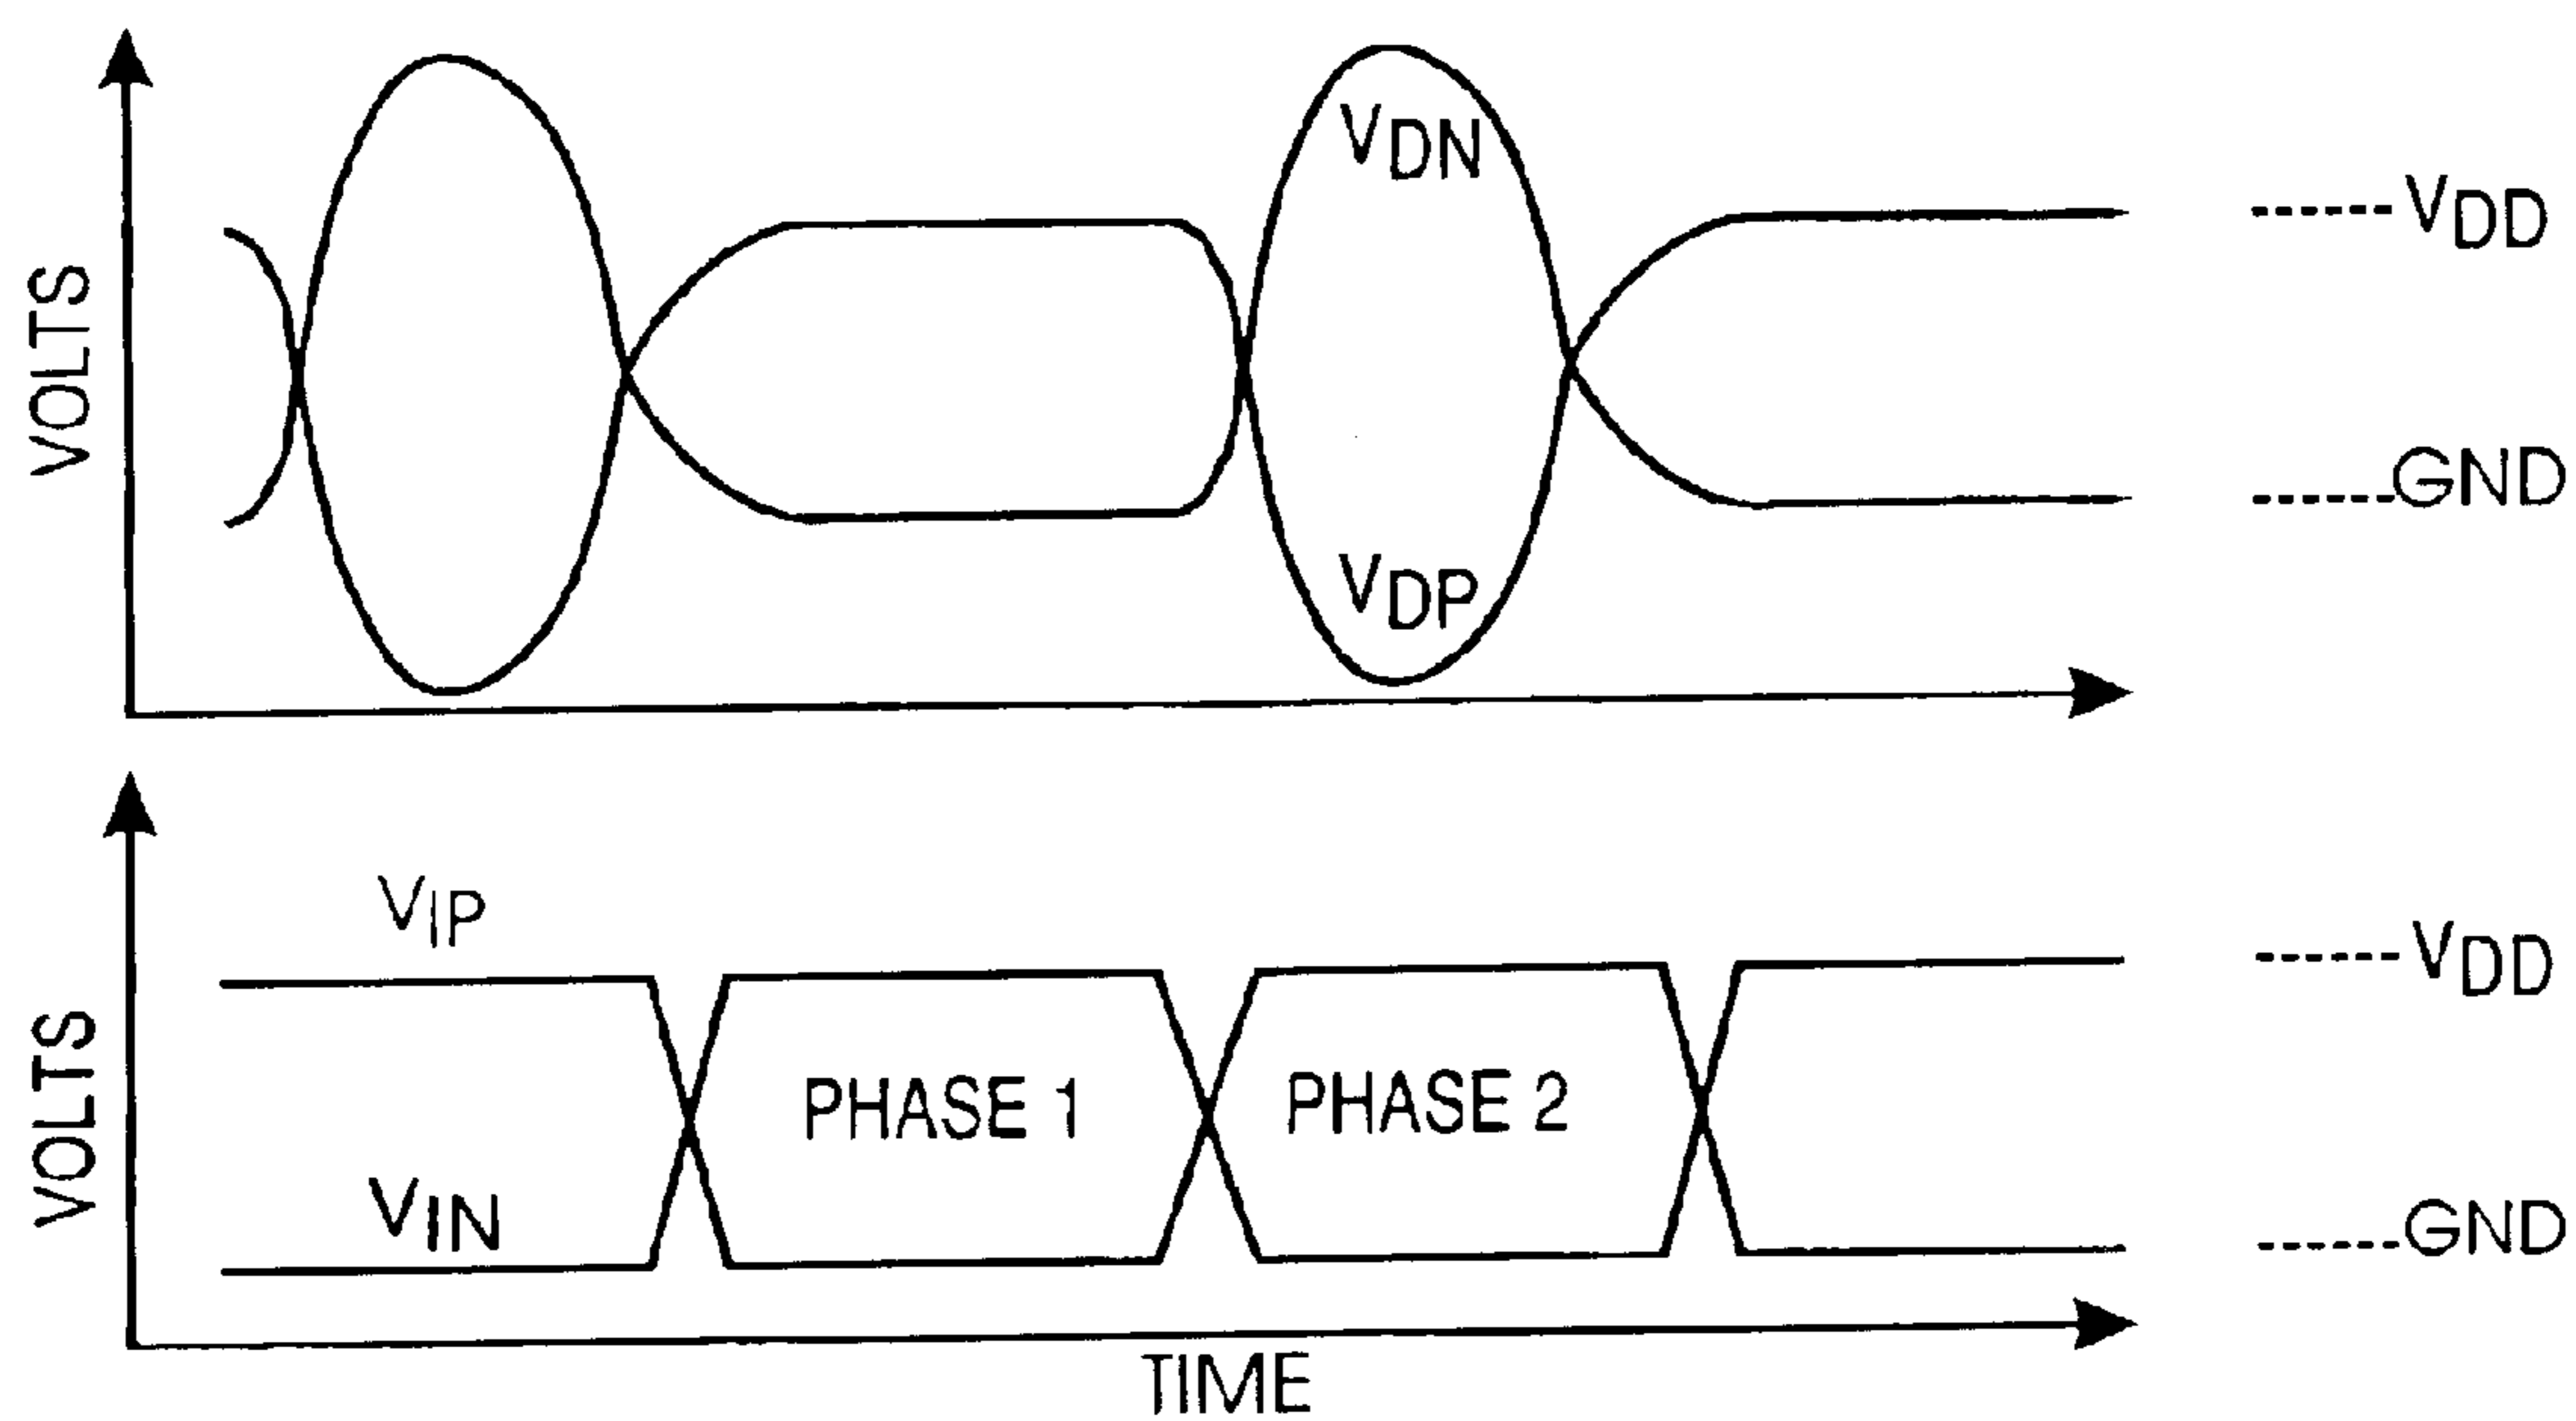 VOLTS
VDN
VDP
VDD
GND
VOLTS
VIP
VIN
PHASE 1
PHASE 2
VDD
GND
TIME